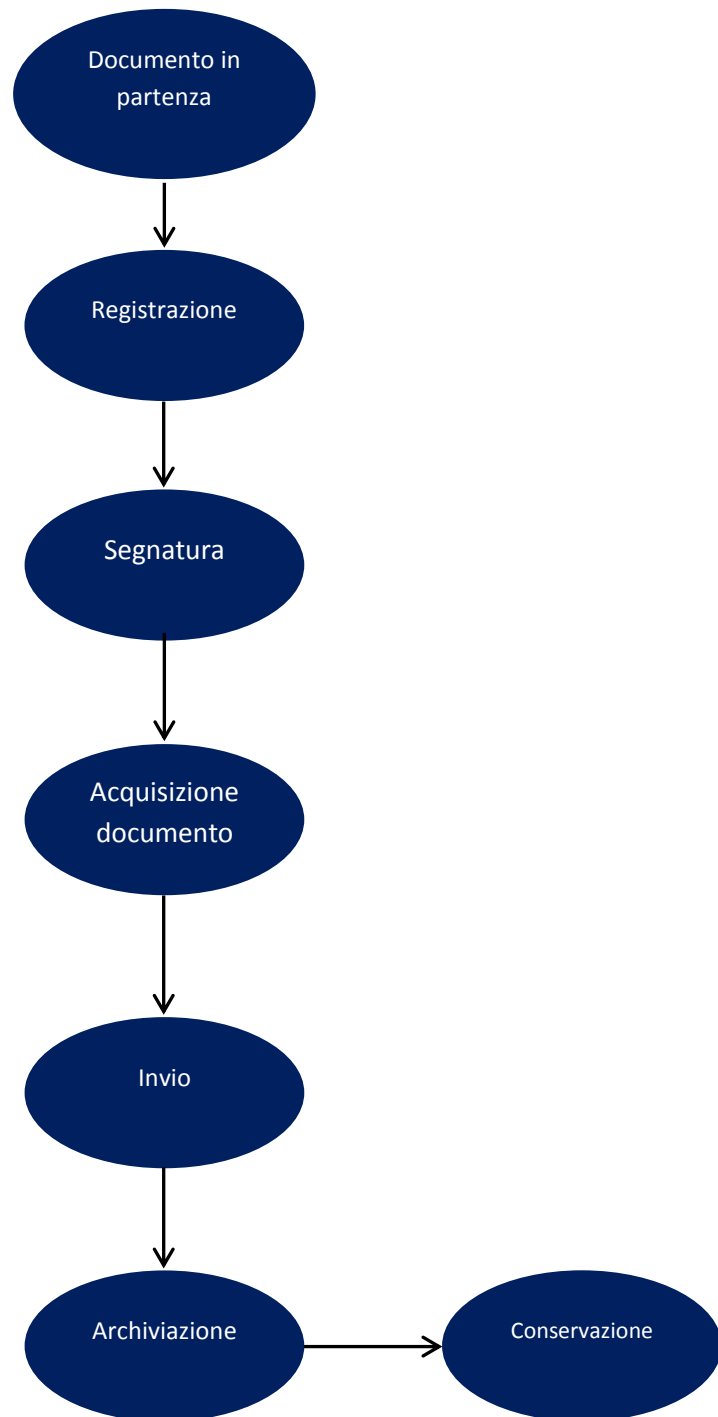 Documento in
partenza
Registrazione
Segnatura
Acquisizione
documento
Invio
Archiviazione
Conservazione